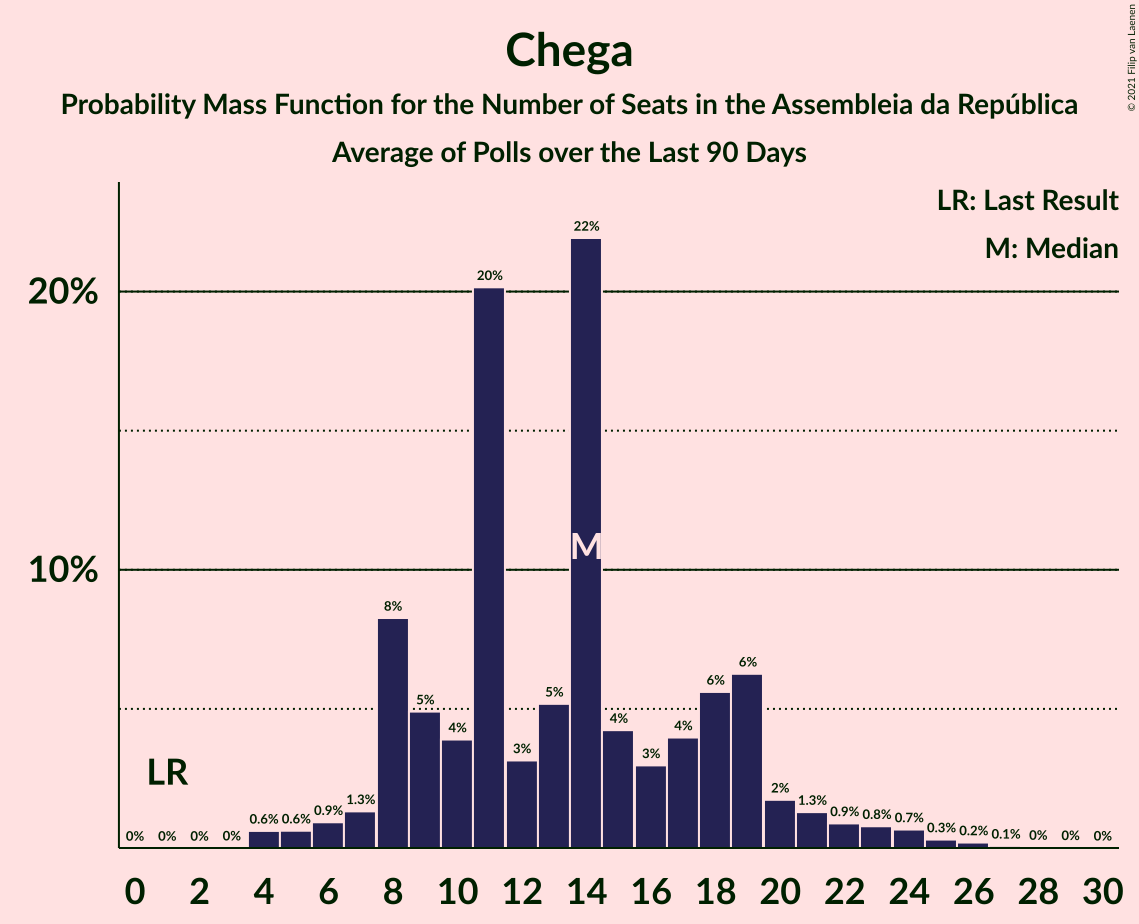 Chega
Probability Mass Function for the Number of Seats in the Assembleia da República
Average of Polls over the Last 90 Days
© 2021 Filip van Laenen
LR: Last Result
M: Median
20%
10%
0% 0% 0% 0% 0.6% 0.6% 0.9% 1.3% 8% 5% 4% 20% 3% 5% 22% 4% 3% 4% 6% 6% 2% 1.3% 0.9% 0.8% 0.7% 0.3% 0.2% 0.1% 0% 0% 0%
LR
M
0 2 4 6 8 10 12 14 16 18 20 22 24 26 28 30